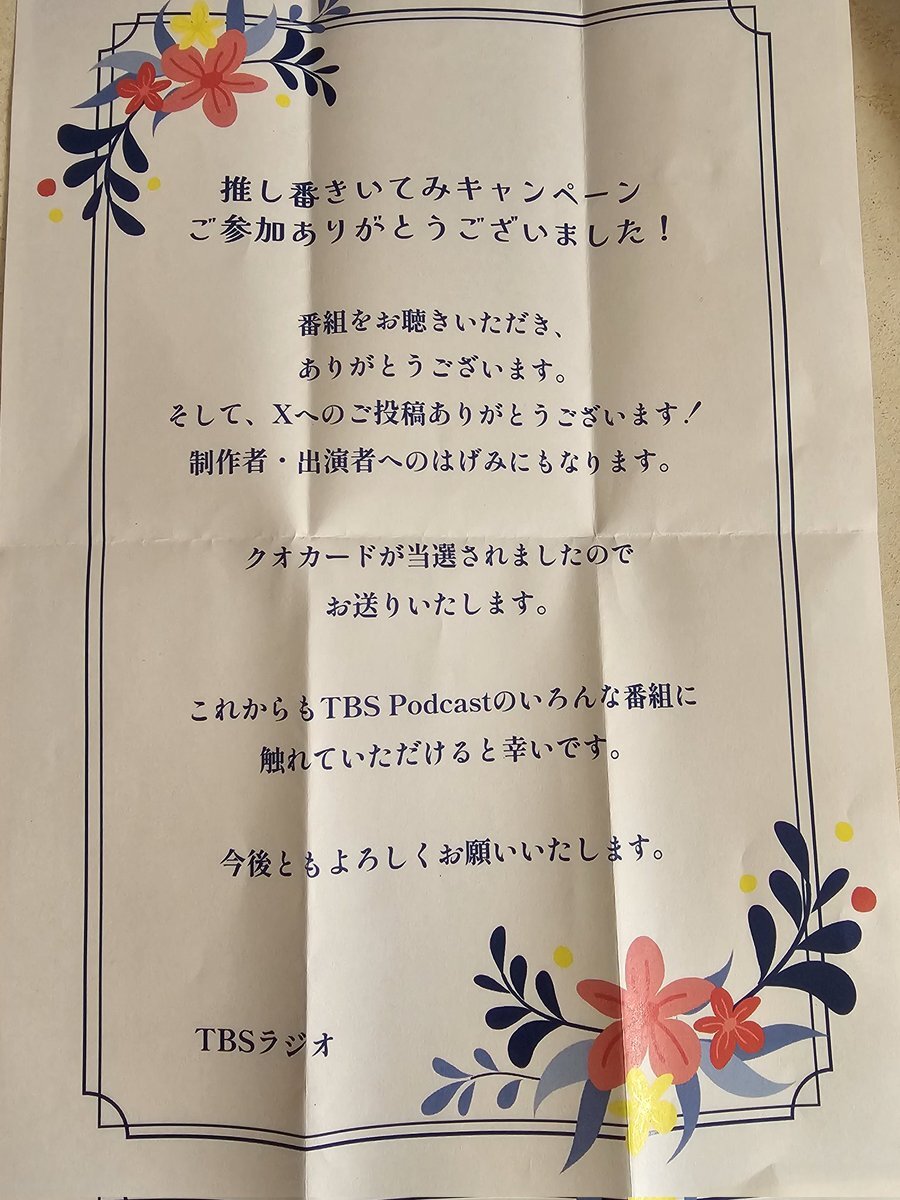 推し番きいてみキャンペーン
ご参加ありがとうございました！
番組をお聴きいただき、
ありがとうございます。
そして、Xへのご投稿ありがとうございます！
制作者・出演者へのはげみにもなります。
クオカードが当選されましたので
お送りいたします。
これからもTBS Podcastのいろんな番組に
触れていただけると幸いです。
今後ともよろしくお願いいたします。
TBSラジオ